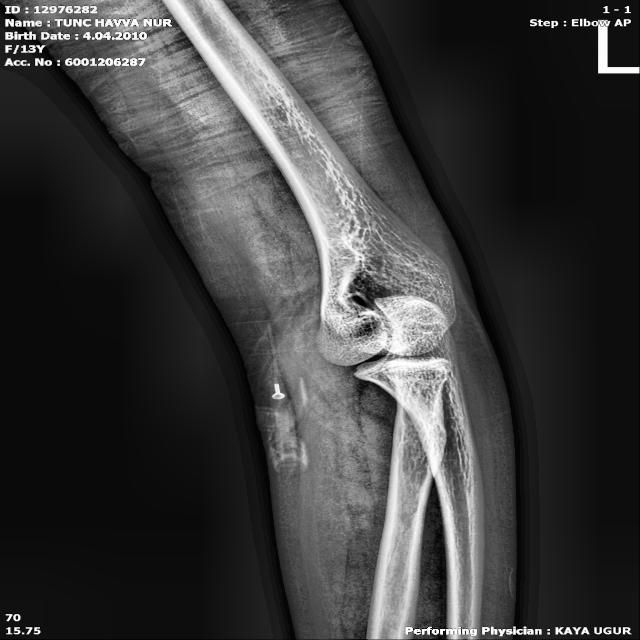 ID : 12976282
Name : TUNC HAVVA NUR
Birth Date : 4.04.2010
F/13Y
Acc. No : 6001206287
1 - 1
Step : Elbow AP
L
70
15.75
Performing Physician : KAYA UGUR